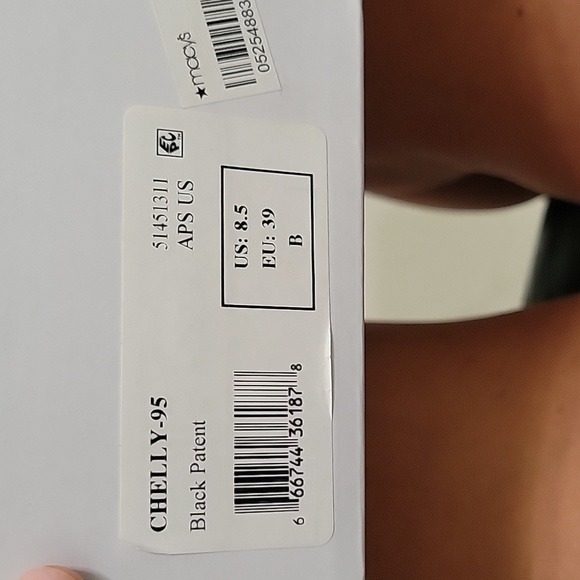 ★macy's
05254883
51451311
APS US
US: 8.5
EU: 39
B
CHELLY-95
Black Patent
6 66744 36187 8